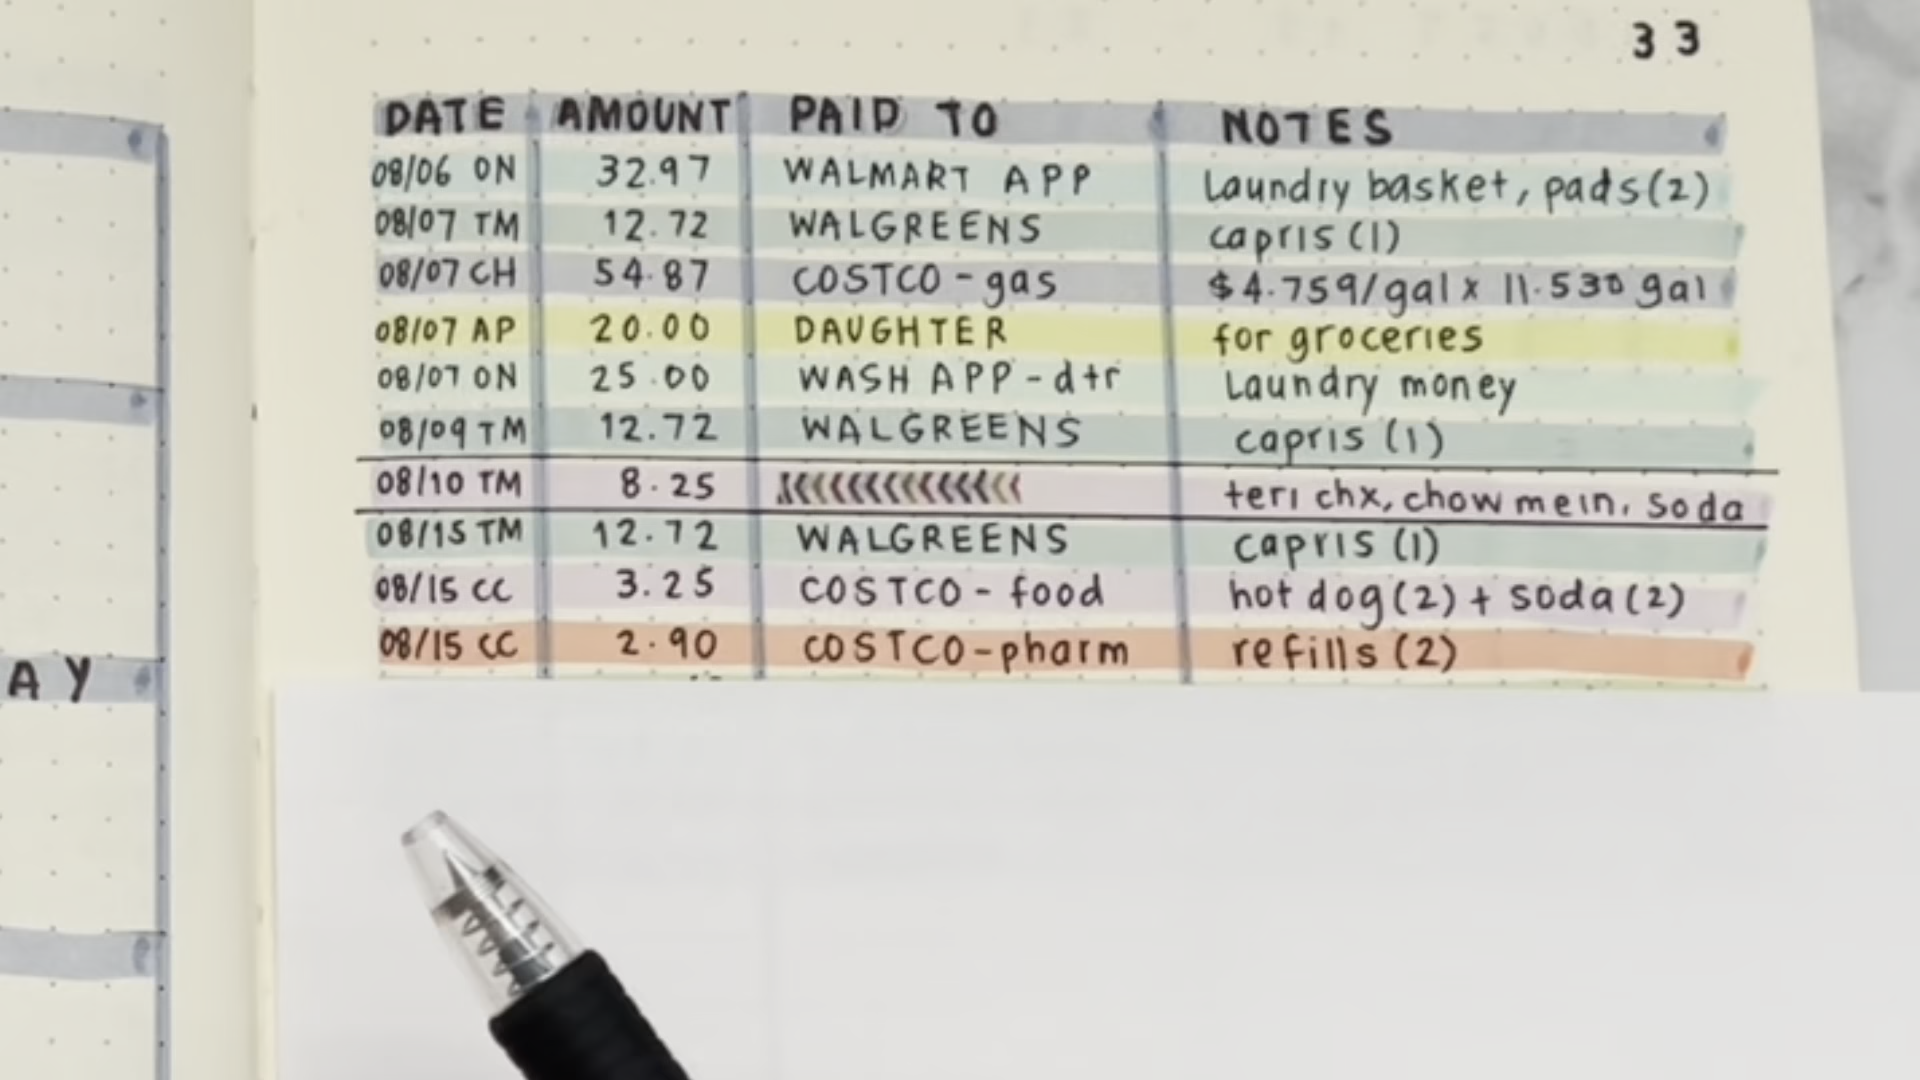 33
DATE AMOUNT PAID TO NOTES
08/06 ON 32.97 WALMART APP Laundry basket, pads(2)
08/07 TM 12.72 WALGREENS capris (1)
08/07 CH 54.87 COSTCO - gas $4.759/gal x 11.530 gal
08/07 AP 20.00 DAUGHTER for groceries
08/07 ON 25.00 WASH APP - dtr Laundry money
08/09 TM 12.72 WALGREENS capris (1)
08/10 TM 8.25 teri chx, chow mein, soda
08/15 TM 12.72 WALGREENS capris (1)
08/15 CC 3.25 COSTCO - food hot dog (2) + soda (2)
08/15 CC 2.90 COSTCO - pharm refills (2)
AY